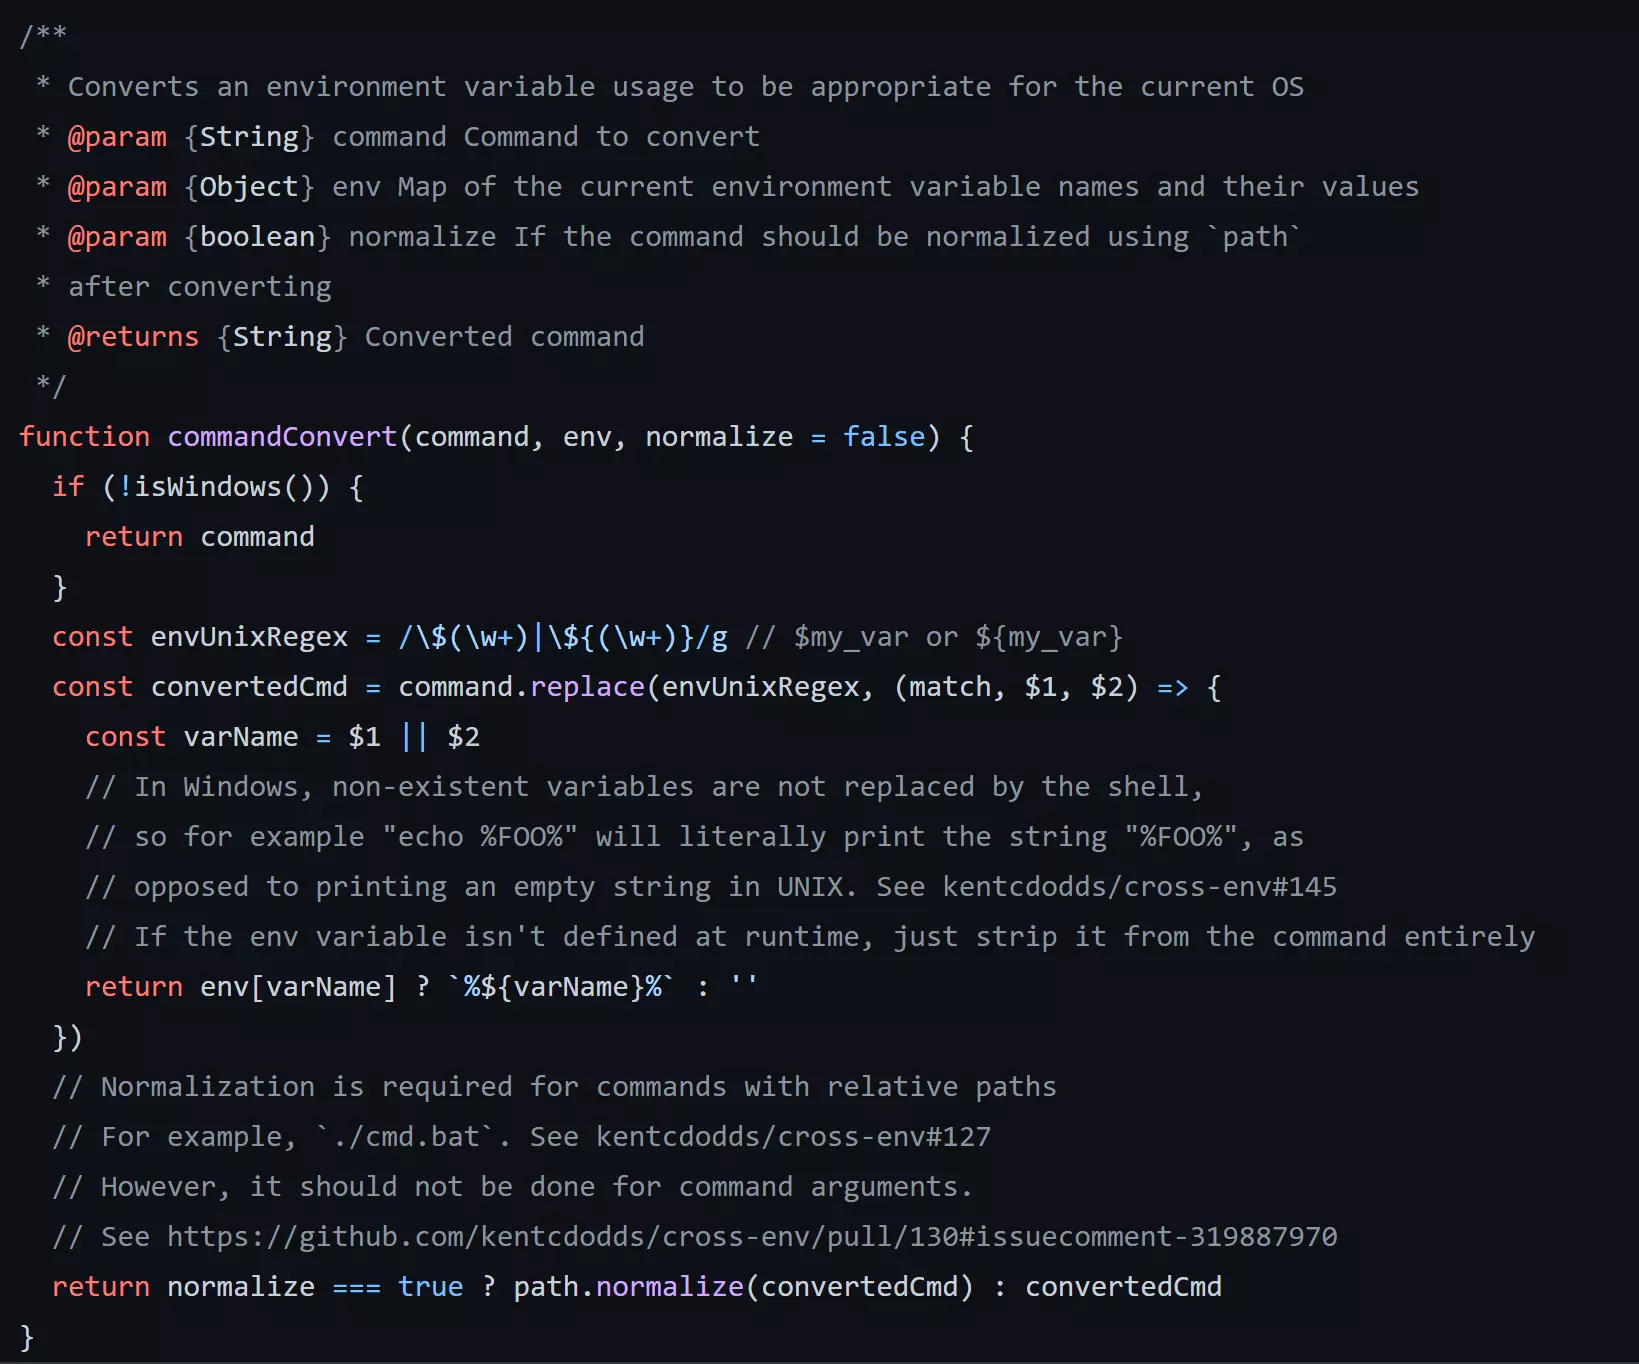 /**
 * Converts an environment variable usage to be appropriate for the current OS
 * @param {String} command Command to convert
 * @param {Object} env Map of the current environment variable names and their values
 * @param {boolean} normalize If the command should be normalized using `path`
 * after converting
 * @returns {String} Converted command
 */
function commandConvert(command, env, normalize = false) {
  if (!isWindows()) {
    return command
  }
  const envUnixRegex = /\$(\w+)|\${(\w+)}/g // $my_var or ${my_var}
  const convertedCmd = command.replace(envUnixRegex, (match, $1, $2) => {
    const varName = $1 || $2
    // In Windows, non-existent variables are not replaced by the shell,
    // so for example "echo %FOO%" will literally print the string "%FOO%", as
    // opposed to printing an empty string in UNIX. See kentcdodds/cross-env#145
    // If the env variable isn't defined at runtime, just strip it from the command entirely
    return env[varName] ? `%${varName}%` : ''
  })
  // Normalization is required for commands with relative paths
  // For example, `./cmd.bat`. See kentcdodds/cross-env#127
  // However, it should not be done for command arguments.
  // See https://github.com/kentcdodds/cross-env/pull/130#issuecomment-319887970
  return normalize === true ? path.normalize(convertedCmd) : convertedCmd
}